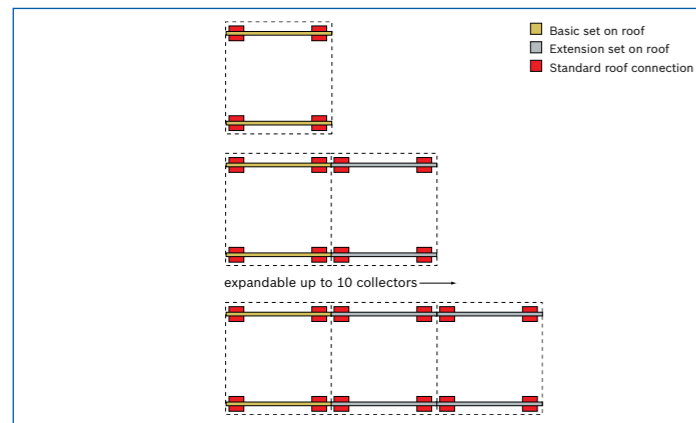 Basic set on roof
Extension set on roof
Standard roof connection
expandable up to 10 collectors